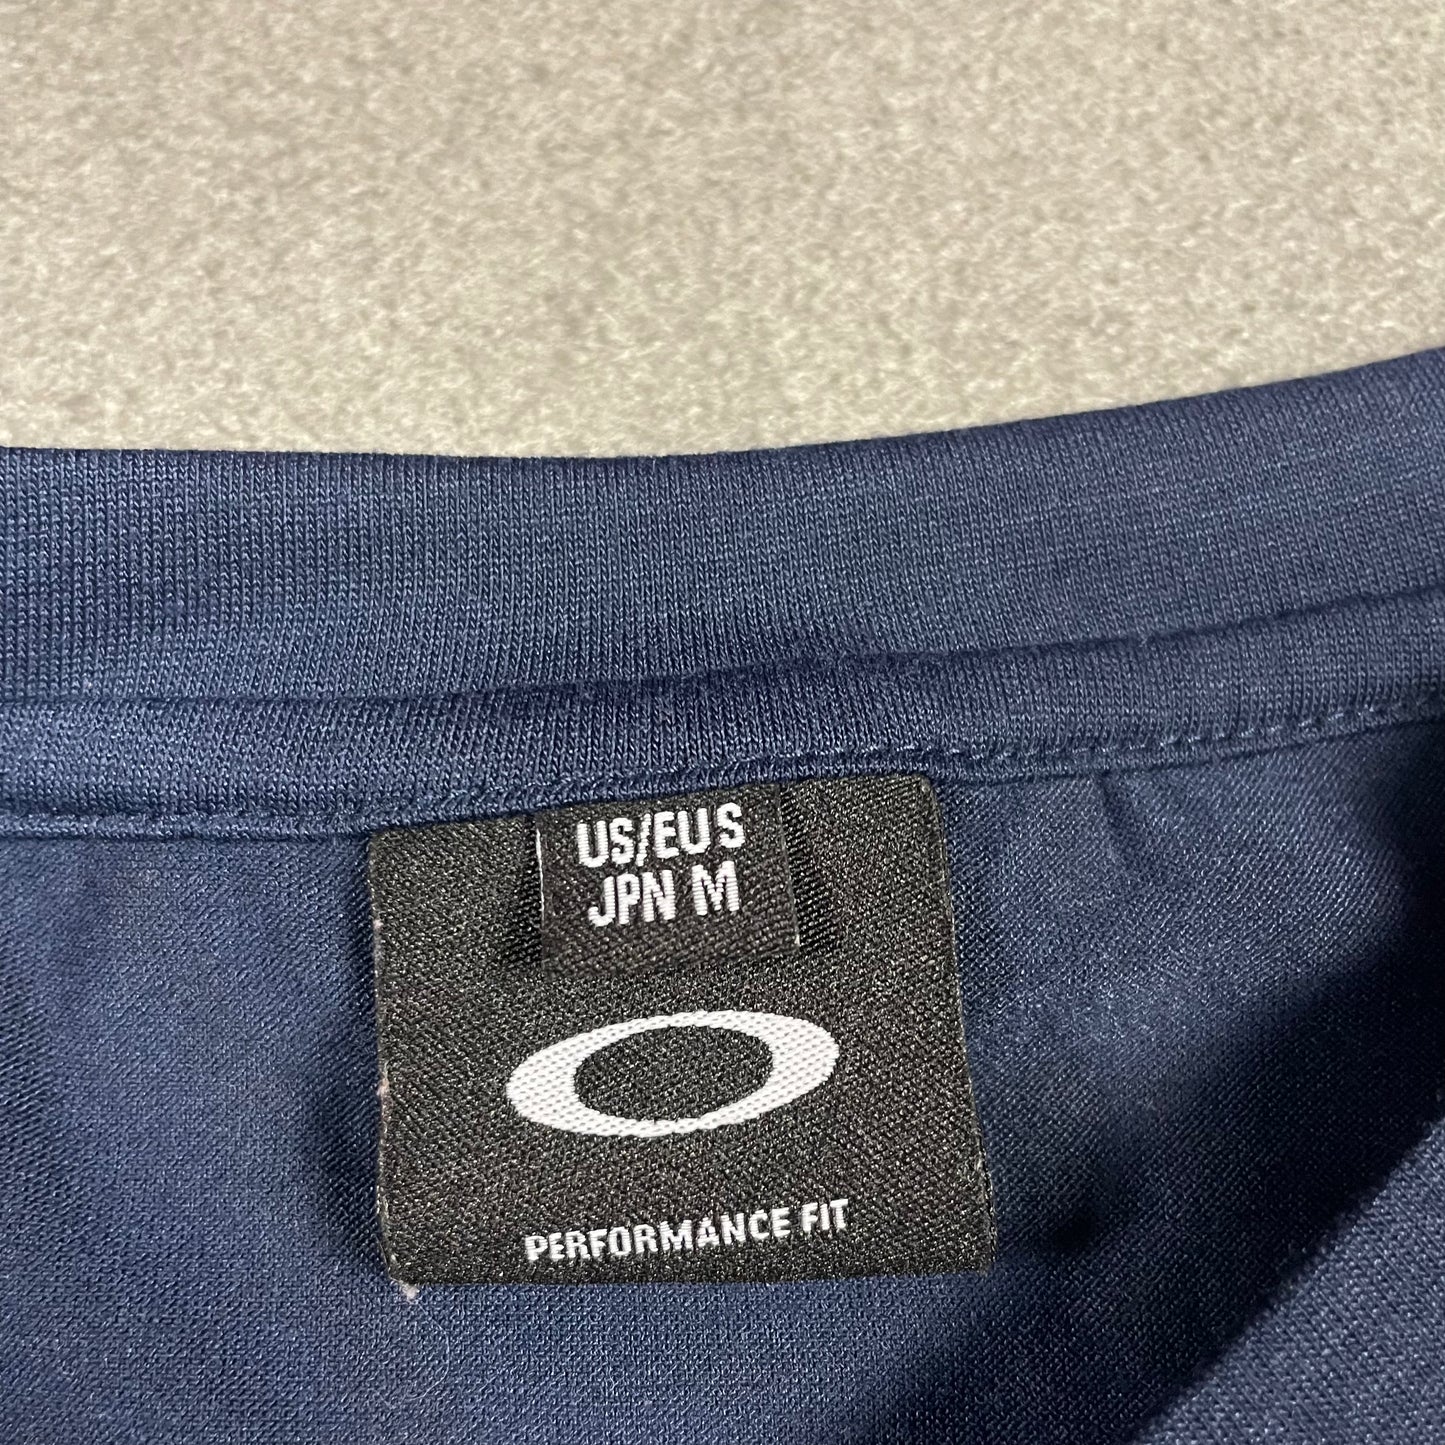 US/EU S
JPN M
PERFORMANCE FIT